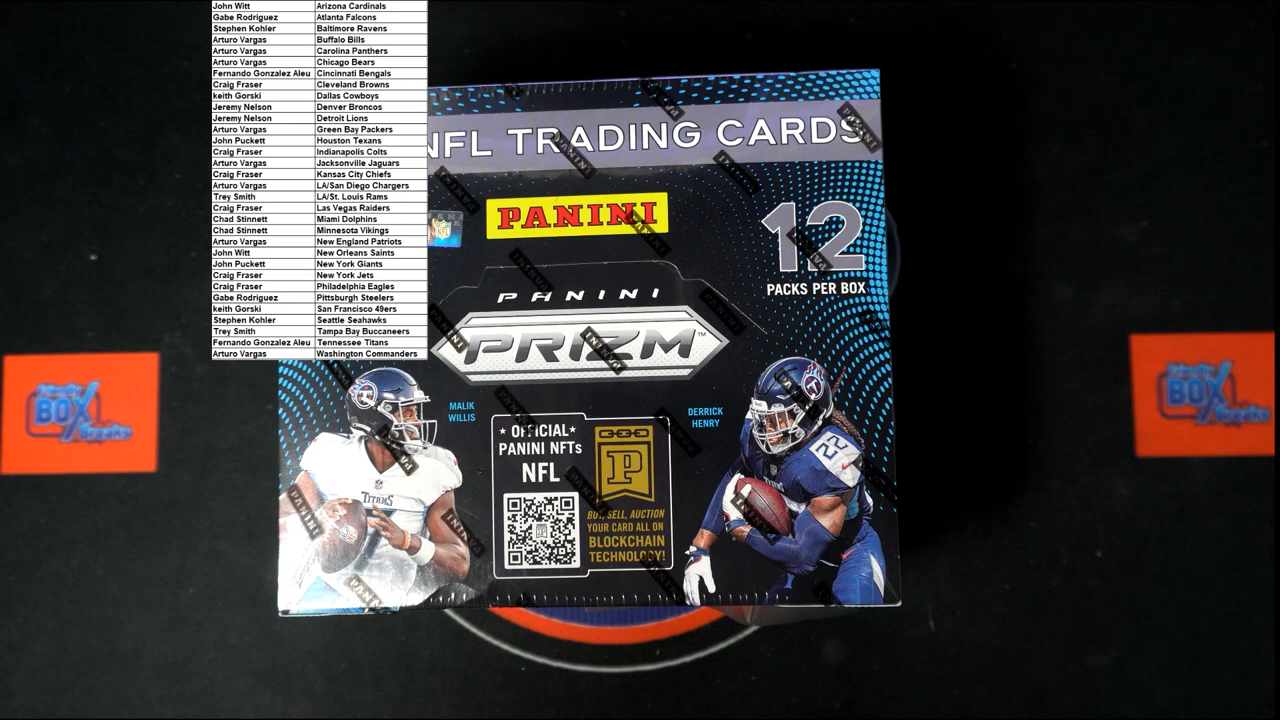 John Witt Arizona Cardinals
Gabe Rodriguez Atlanta Falcons
Stephen Kohler Baltimore Ravens
Arturo Vargas Buffalo Bills
Arturo Vargas Carolina Panthers
Arturo Vargas Chicago Bears
Fernando Gonzalez Aleu Cincinnati Bengals
Craig Fraser Cleveland Browns
keith Gorski Dallas Cowboys
Jeremy Nelson Denver Broncos
Jeremy Nelson Detroit Lions
Arturo Vargas Green Bay Packers
John Puckett Houston Texans
Craig Fraser Indianapolis Colts
Arturo Vargas Jacksonville Jaguars
Craig Fraser Kansas City Chiefs
Arturo Vargas LA/San Diego Chargers
Trey Smith LA/St. Louis Rams
Craig Fraser Las Vegas Raiders
Chad Stinnett Miami Dolphins
Chad Stinnett Minnesota Vikings
Arturo Vargas New England Patriots
John Witt New Orleans Saints
John Puckett New York Giants
Craig Fraser New York Jets
Craig Fraser Philadelphia Eagles
Gabe Rodriguez Pittsburgh Steelers
keith Gorski San Francisco 49ers
Stephen Kohler Seattle Seahawks
Trey Smith Tampa Bay Buccaneers
Fernando Gonzalez Aleu Tennessee Titans
Arturo Vargas Washington Commanders
NFL TRADING CARDS
PANINI
12
PACKS PER BOX
PANINI
PRIZM™
MALIK
WILLIS
DERRICK
HENRY
★ OFFICIAL ★
PANINI NFTs
NFL
P
BUY, SELL, AUCTION
YOUR CARD ALL ON
BLOCKCHAIN
TECHNOLOGY!
TITANS
22
BOX
Breaks
BOX
Breaks